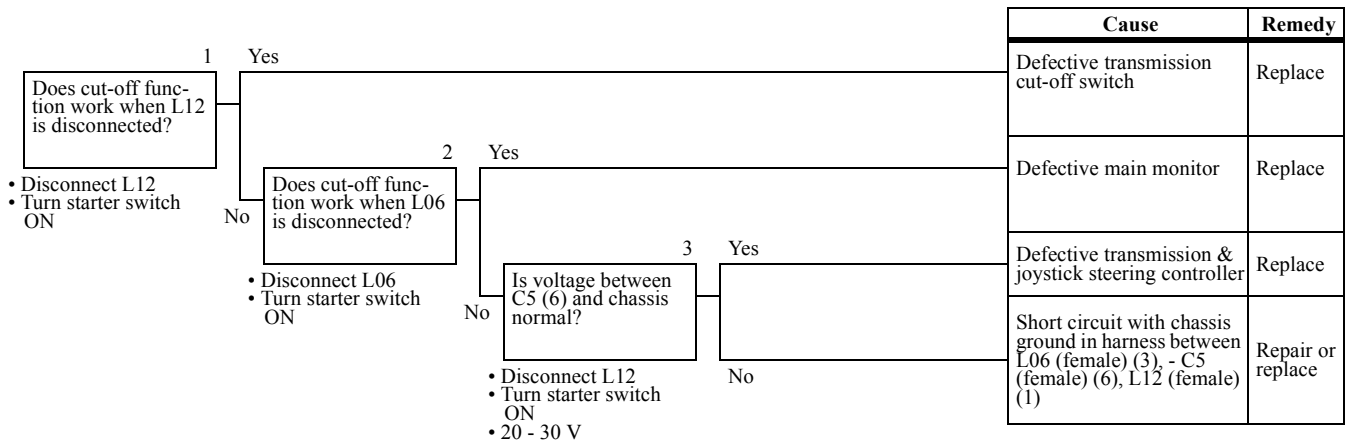 Cause Remedy
1 Yes
Does cut-off func-
tion work when L12
is disconnected?
• Disconnect L12
• Turn starter switch
ON
No
Defective transmission
cut-off switch
Replace
2 Yes
Does cut-off func-
tion work when L06
is disconnected?
• Disconnect L06
• Turn starter switch
ON
No
Defective main monitor
Replace
3 Yes
Is voltage between
C5 (6) and chassis
normal?
• Disconnect L12
• Turn starter switch
ON
• 20 - 30 V
Defective transmission &
joystick steering controller
Replace
No
Short circuit with chassis
ground in harness between
L06 (female) (3), - C5
(female) (6), L12 (female)
(1)
Repair or
replace